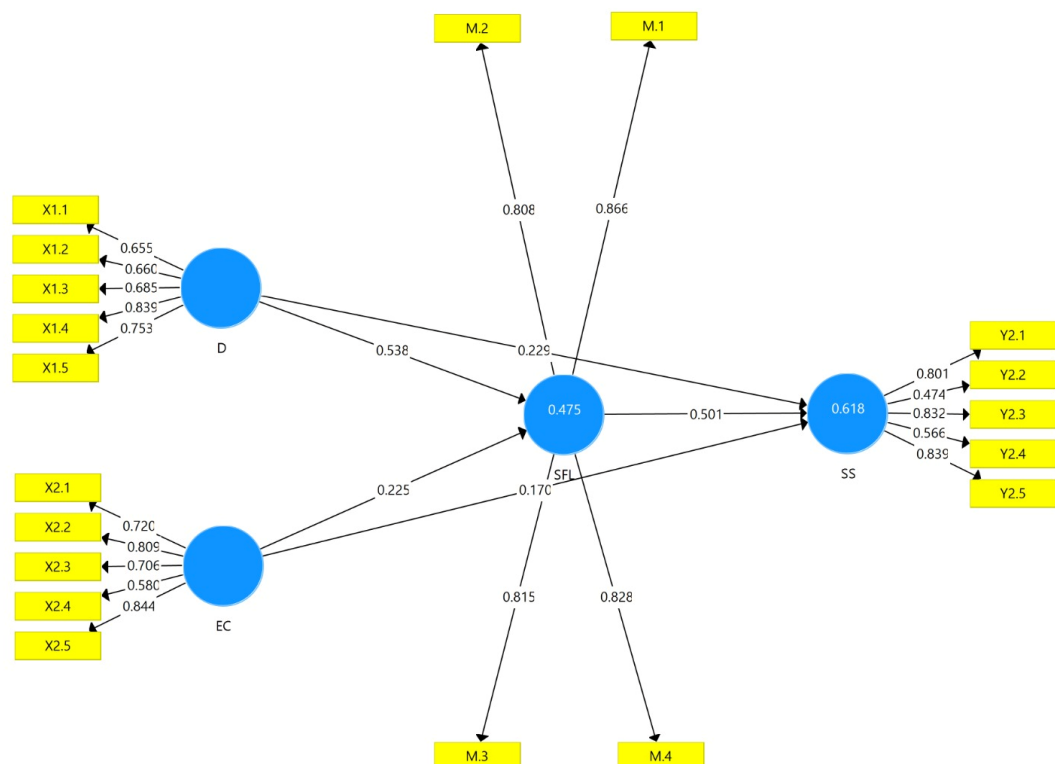 M.2
M.1
0.808
0.866
X1.1
X1.2
X1.3
X1.4
X1.5
0.655
0.660
0.685
0.839
0.753
D
0.538
0.229
0.475
SFL
0.501
0.618
SS
Y2.1
Y2.2
Y2.3
Y2.4
Y2.5
0.801
0.474
0.832
0.566
0.839
X2.1
X2.2
X2.3
X2.4
X2.5
0.720
0.809
0.706
0.580
0.844
EC
0.225
0.170
0.815
0.828
M.3
M.4